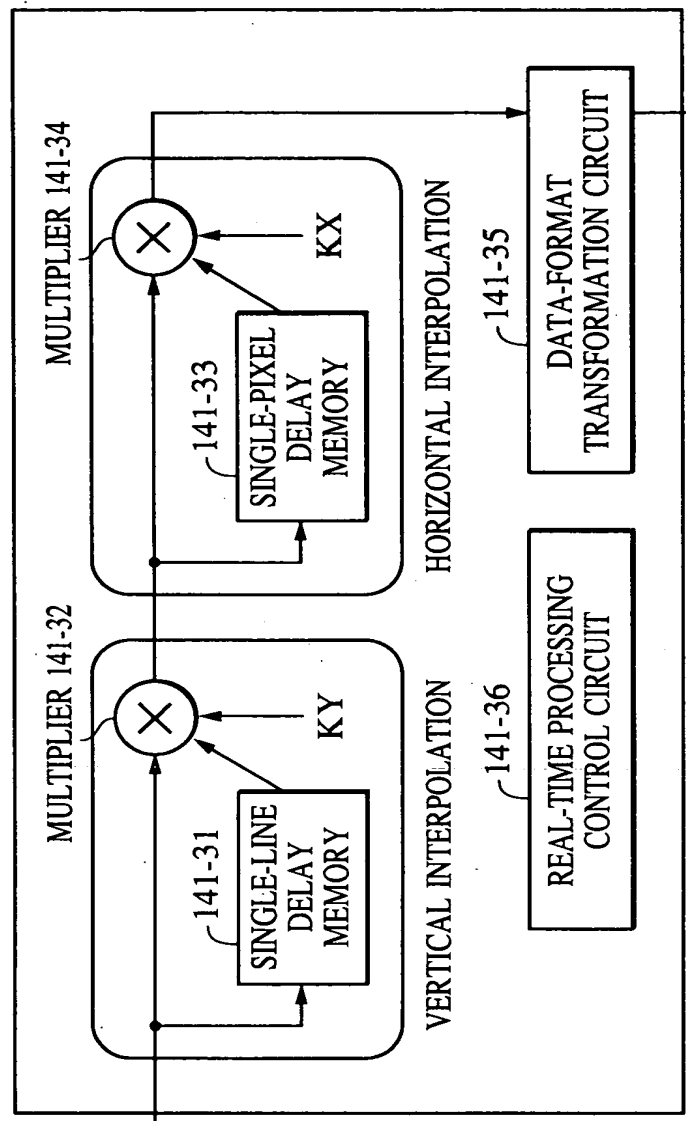 MULTIPLIER 141-32
141-31
SINGLE-LINE
DELAY
MEMORY
KY
VERTICAL INTERPOLATION
MULTIPLIER 141-34
141-33
SINGLE-PIXEL
DELAY
MEMORY
KX
HORIZONTAL INTERPOLATION
141-36
REAL-TIME PROCESSING
CONTROL CIRCUIT
141-35
DATA-FORMAT
TRANSFORMATION CIRCUIT